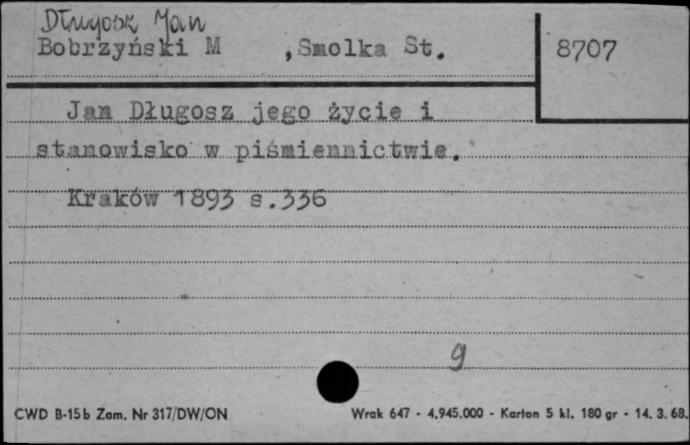 Długosz Jan
Bobrzyński M ,Smolka St.
8707
Jan Długosz jego życie i
stanowisko w piśmiennictwie.
Kraków 1893 s.336
9
CWD B-15b Zam. Nr 317/DW/ON Wrak 647 - 4.945.000 - Karton 5 kl. 180 gr - 14. 3. 68.